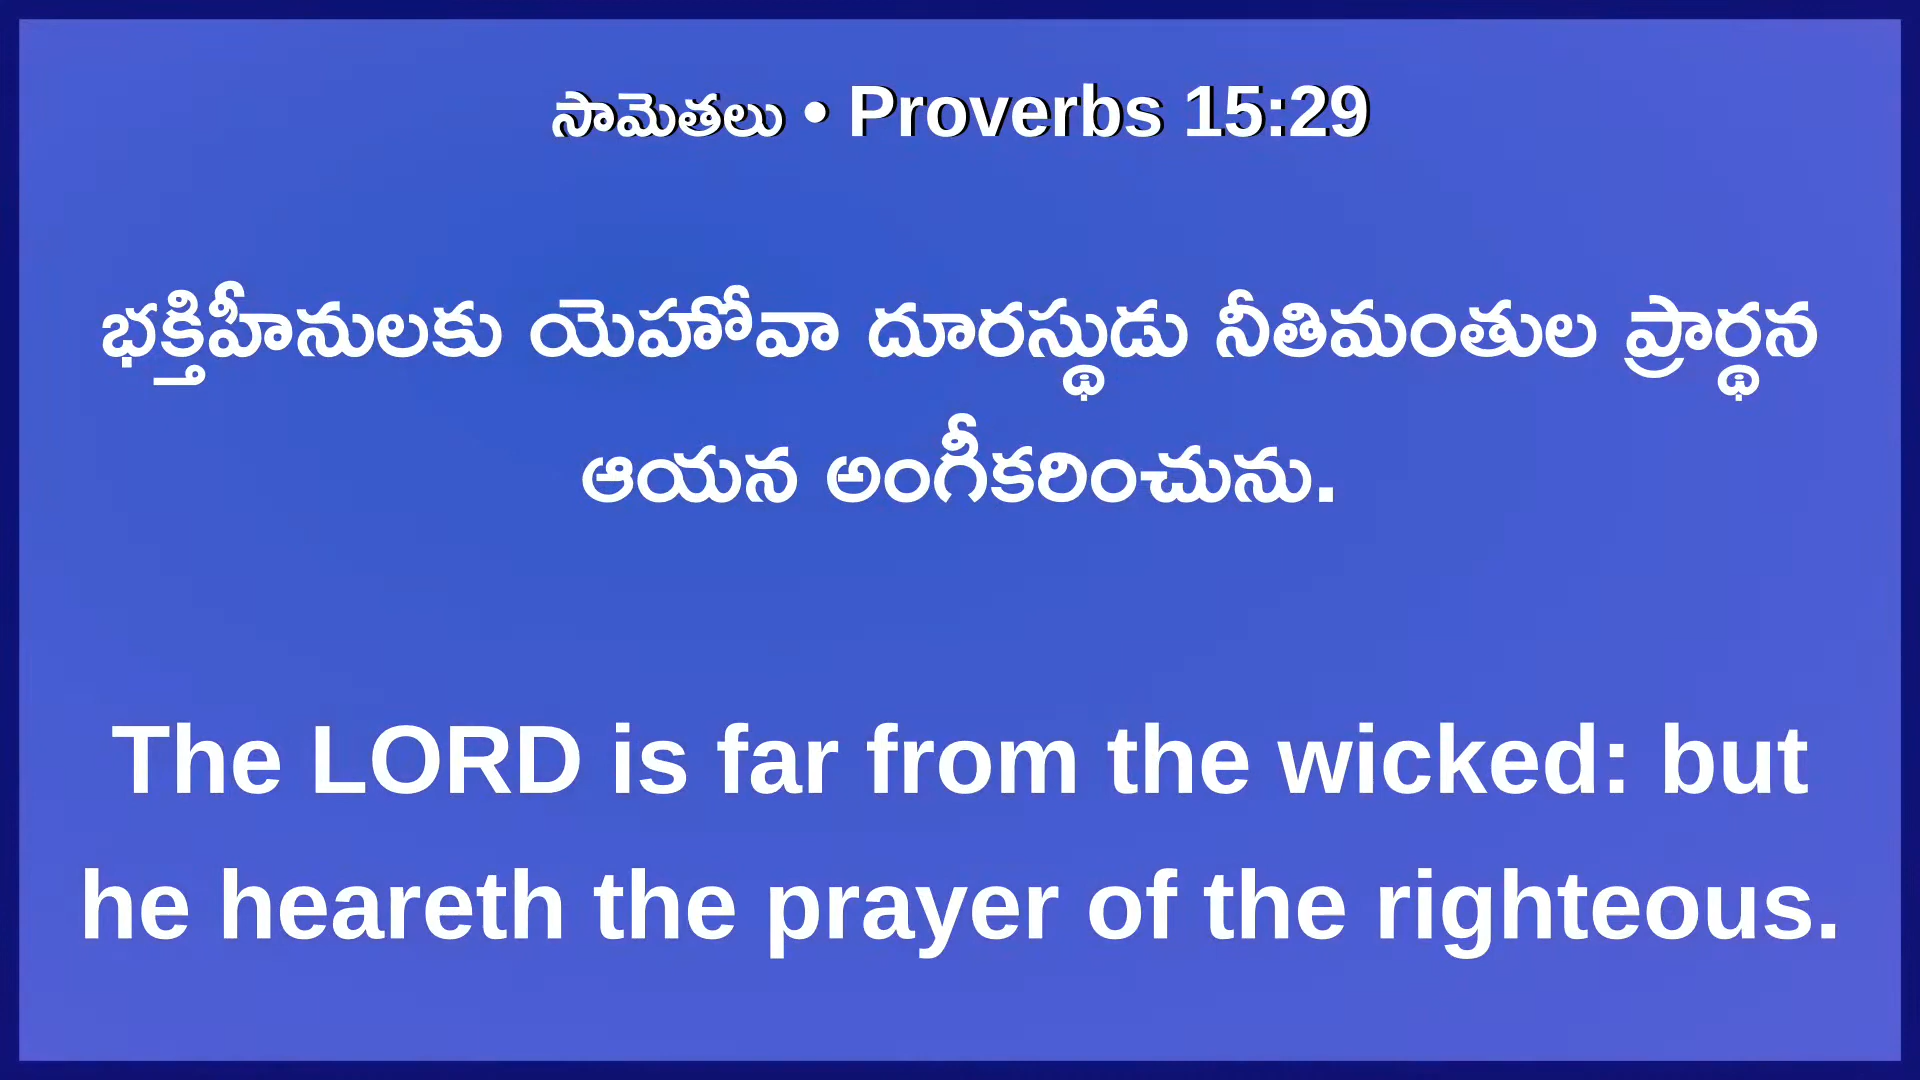 సామెతలు • Proverbs 15:29
భక్తిహీనులకు యెహోవా దూరస్థుడు నీతిమంతుల ప్రార్థన
ఆయన అంగీకరించును.
The LORD is far from the wicked: but
he heareth the prayer of the righteous.